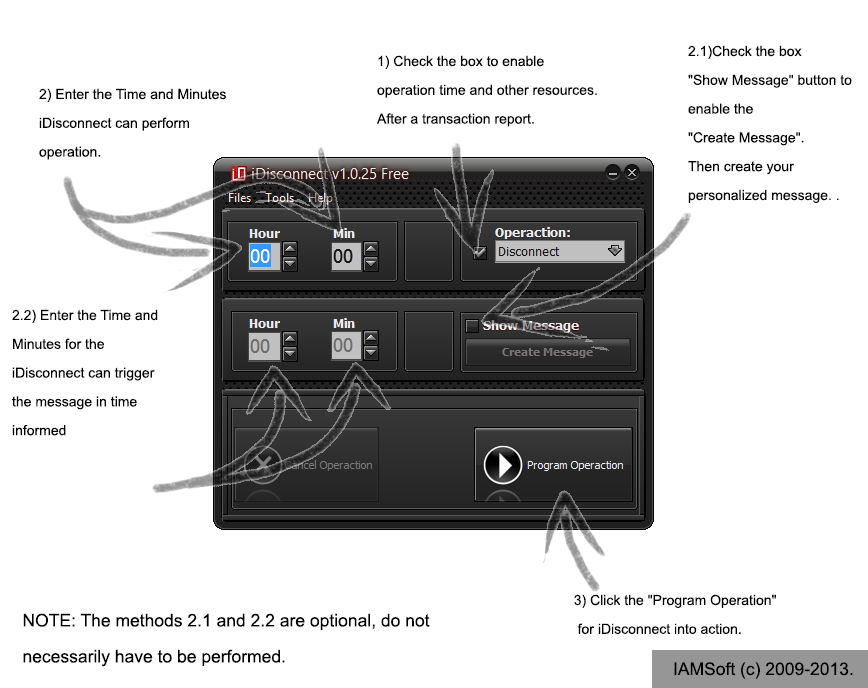 1) Check the box to enable
operation time and other resources.
After a transaction report.
2.1)Check the box
"Show Message" button to
enable the
"Create Message".
Then create your
personalized message. .
2) Enter the Time and Minutes
iDisconnect can perform
operation.
iD iDisconnect v1.0.25 Free
Files Tools Help
Hour Min
00 00
Operaction:
Disconnect
2.2) Enter the Time and
Minutes for the
iDisconnect can trigger
the message in time
informed
Hour Min
00 00
Show Message
Create Message
Cancel Operaction
Program Operaction
3) Click the "Program Operation"
for iDisconnect into action.
NOTE: The methods 2.1 and 2.2 are optional, do not
necessarily have to be performed.
IAMSoft (c) 2009-2013.